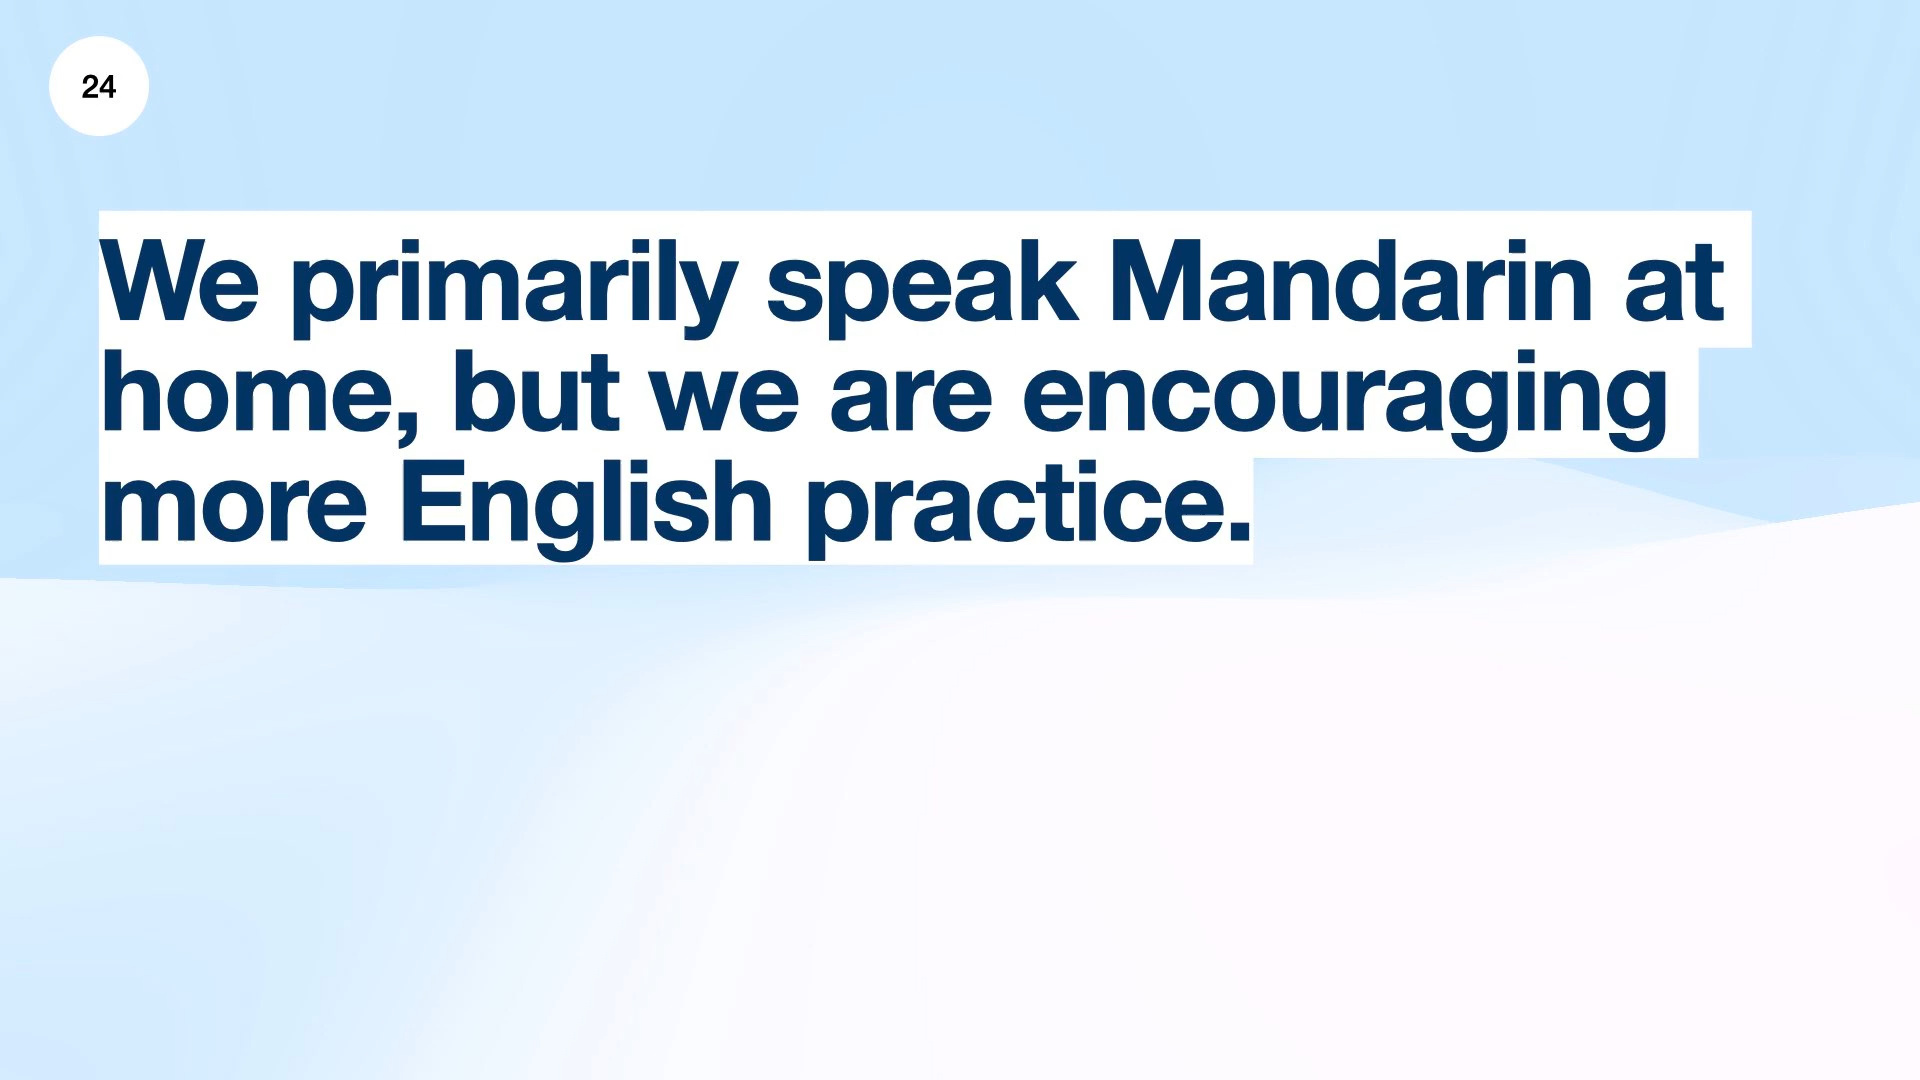 24
We primarily speak Mandarin at
home, but we are encouraging
more English practice.